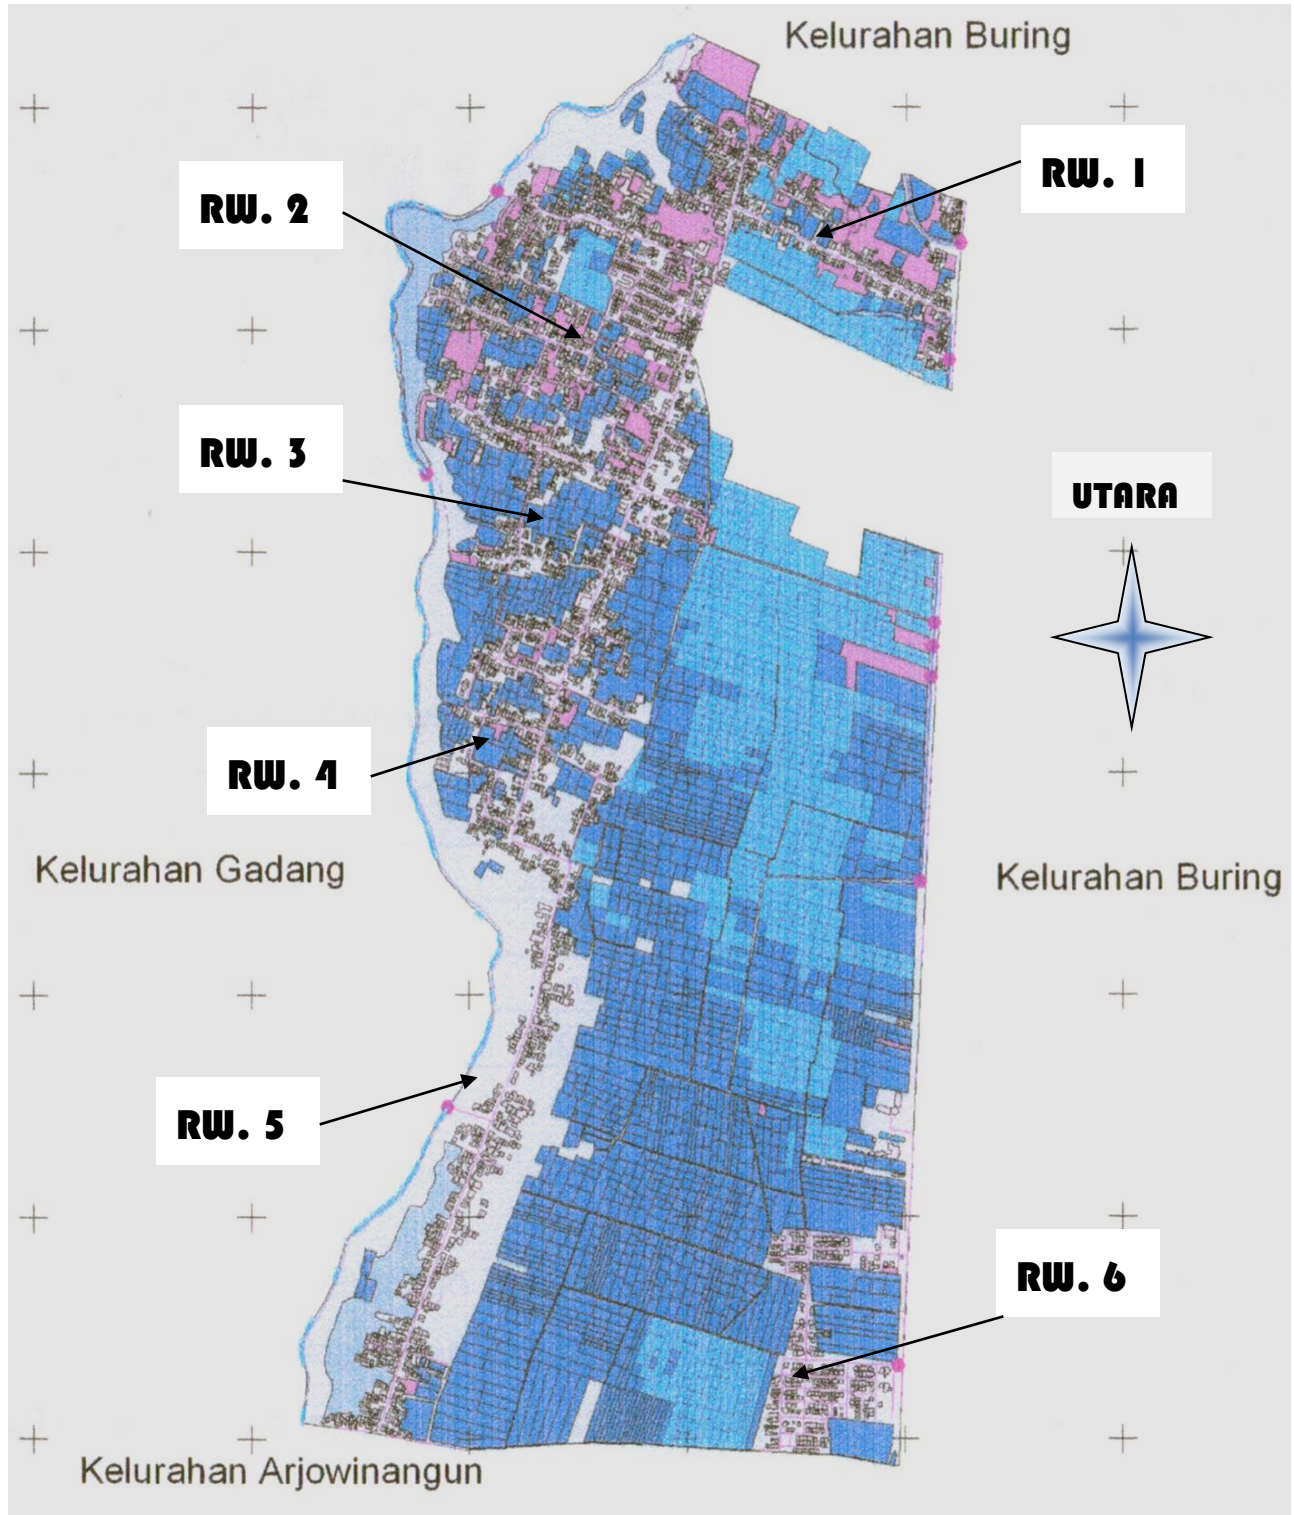 Kelurahan Buring
RW. 1
RW. 2
RW. 3
UTARA
RW. 4
Kelurahan Gadang
Kelurahan Buring
RW. 5
RW. 6
Kelurahan Arjowinangun